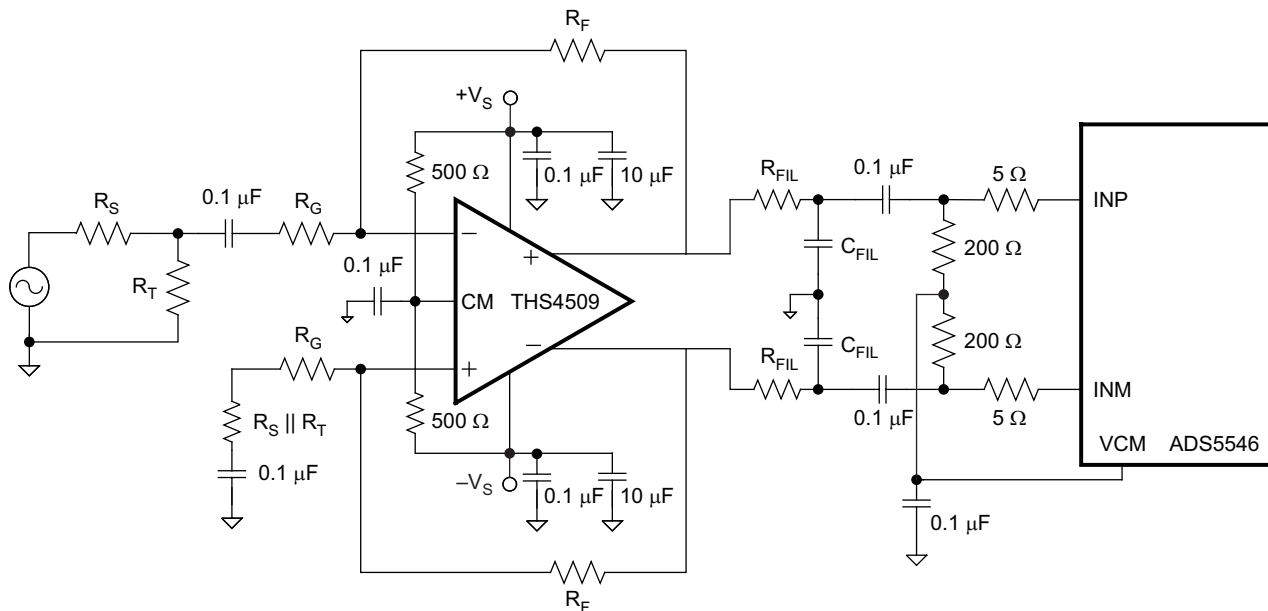 R_F
+V_S
500 Ω
0.1 µF
10 µF
0.1 µF
R_S
R_G
R_T
0.1 µF
−
+
CM
THS4509
R_G
+
−
R_S || R_T
0.1 µF
500 Ω
−V_S
0.1 µF
10 µF
R_F
R_FIL
0.1 µF
5 Ω
INP
C_FIL
200 Ω
C_FIL
200 Ω
R_FIL
0.1 µF
5 Ω
INM
VCM
ADS5546
0.1 µF